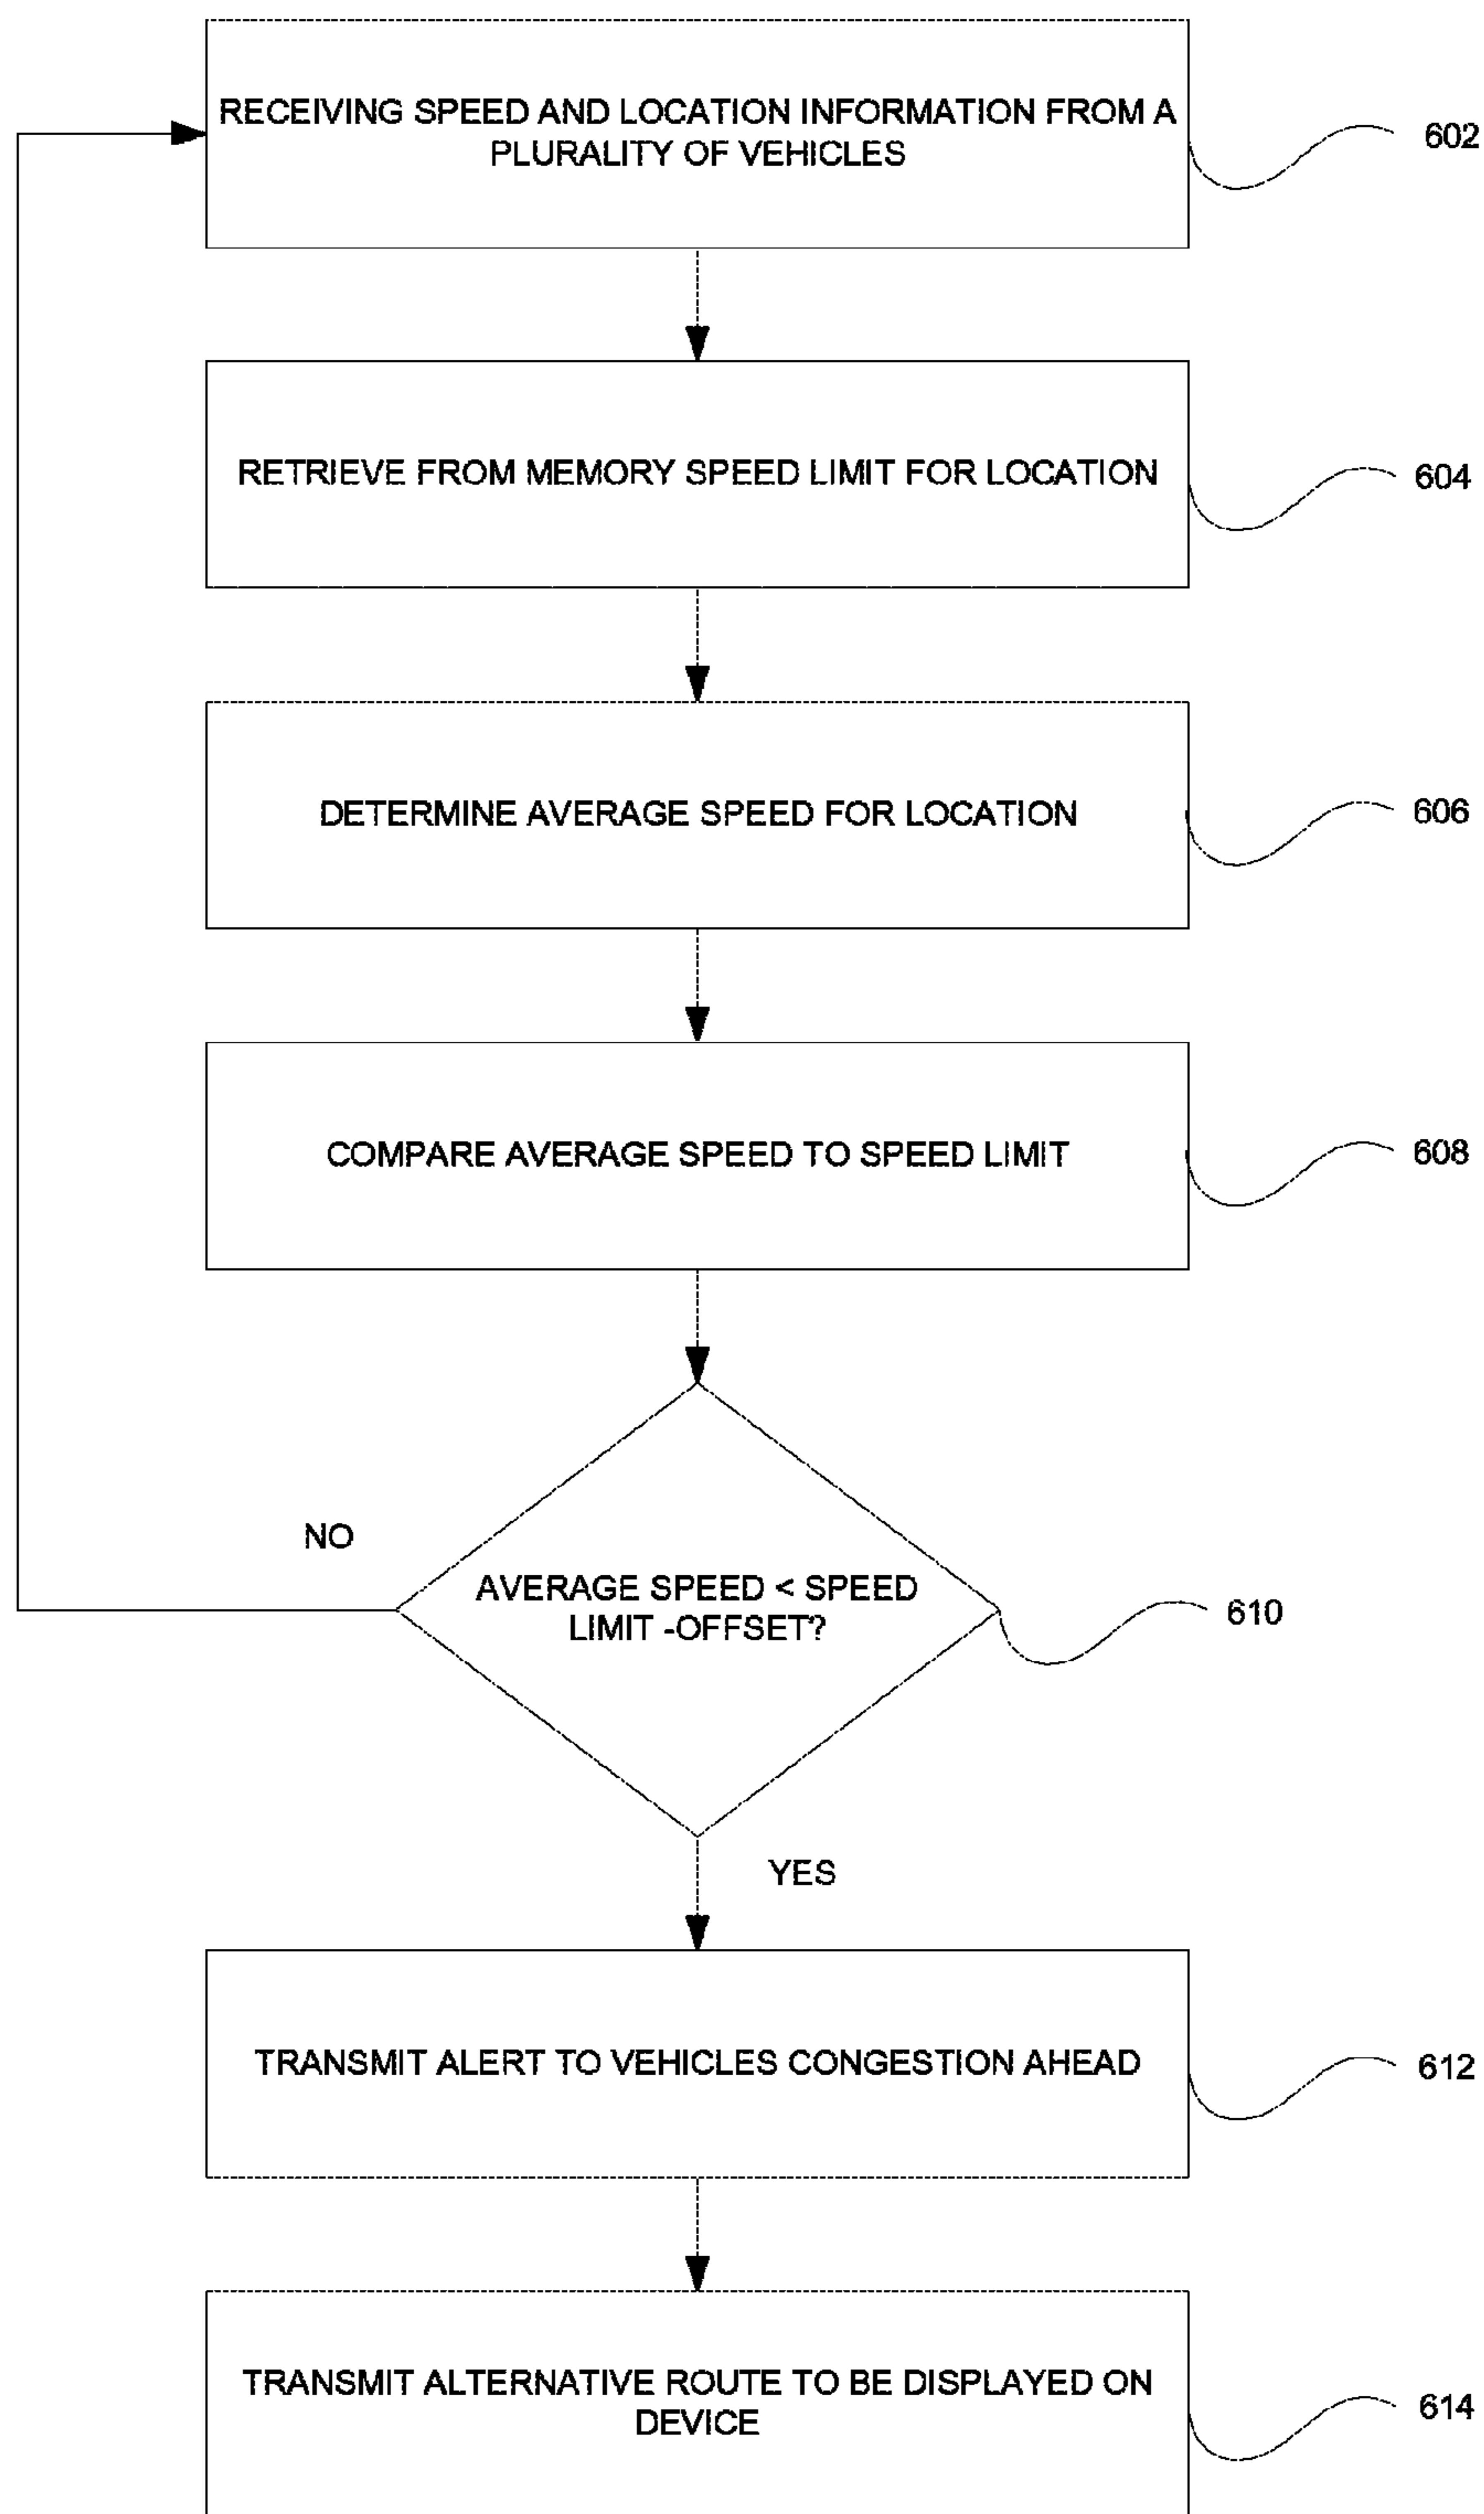 RECEIVING SPEED AND LOCATION INFORMATION FROM A
PLURALITY OF VEHICLES
602
RETRIEVE FROM MEMORY SPEED LIMIT FOR LOCATION
604
DETERMINE AVERAGE SPEED FOR LOCATION
606
COMPARE AVERAGE SPEED TO SPEED LIMIT
608
NO
AVERAGE SPEED < SPEED
LIMIT -OFFSET?
610
YES
TRANSMIT ALERT TO VEHICLES CONGESTION AHEAD
612
TRANSMIT ALTERNATIVE ROUTE TO BE DISPLAYED ON
DEVICE
614